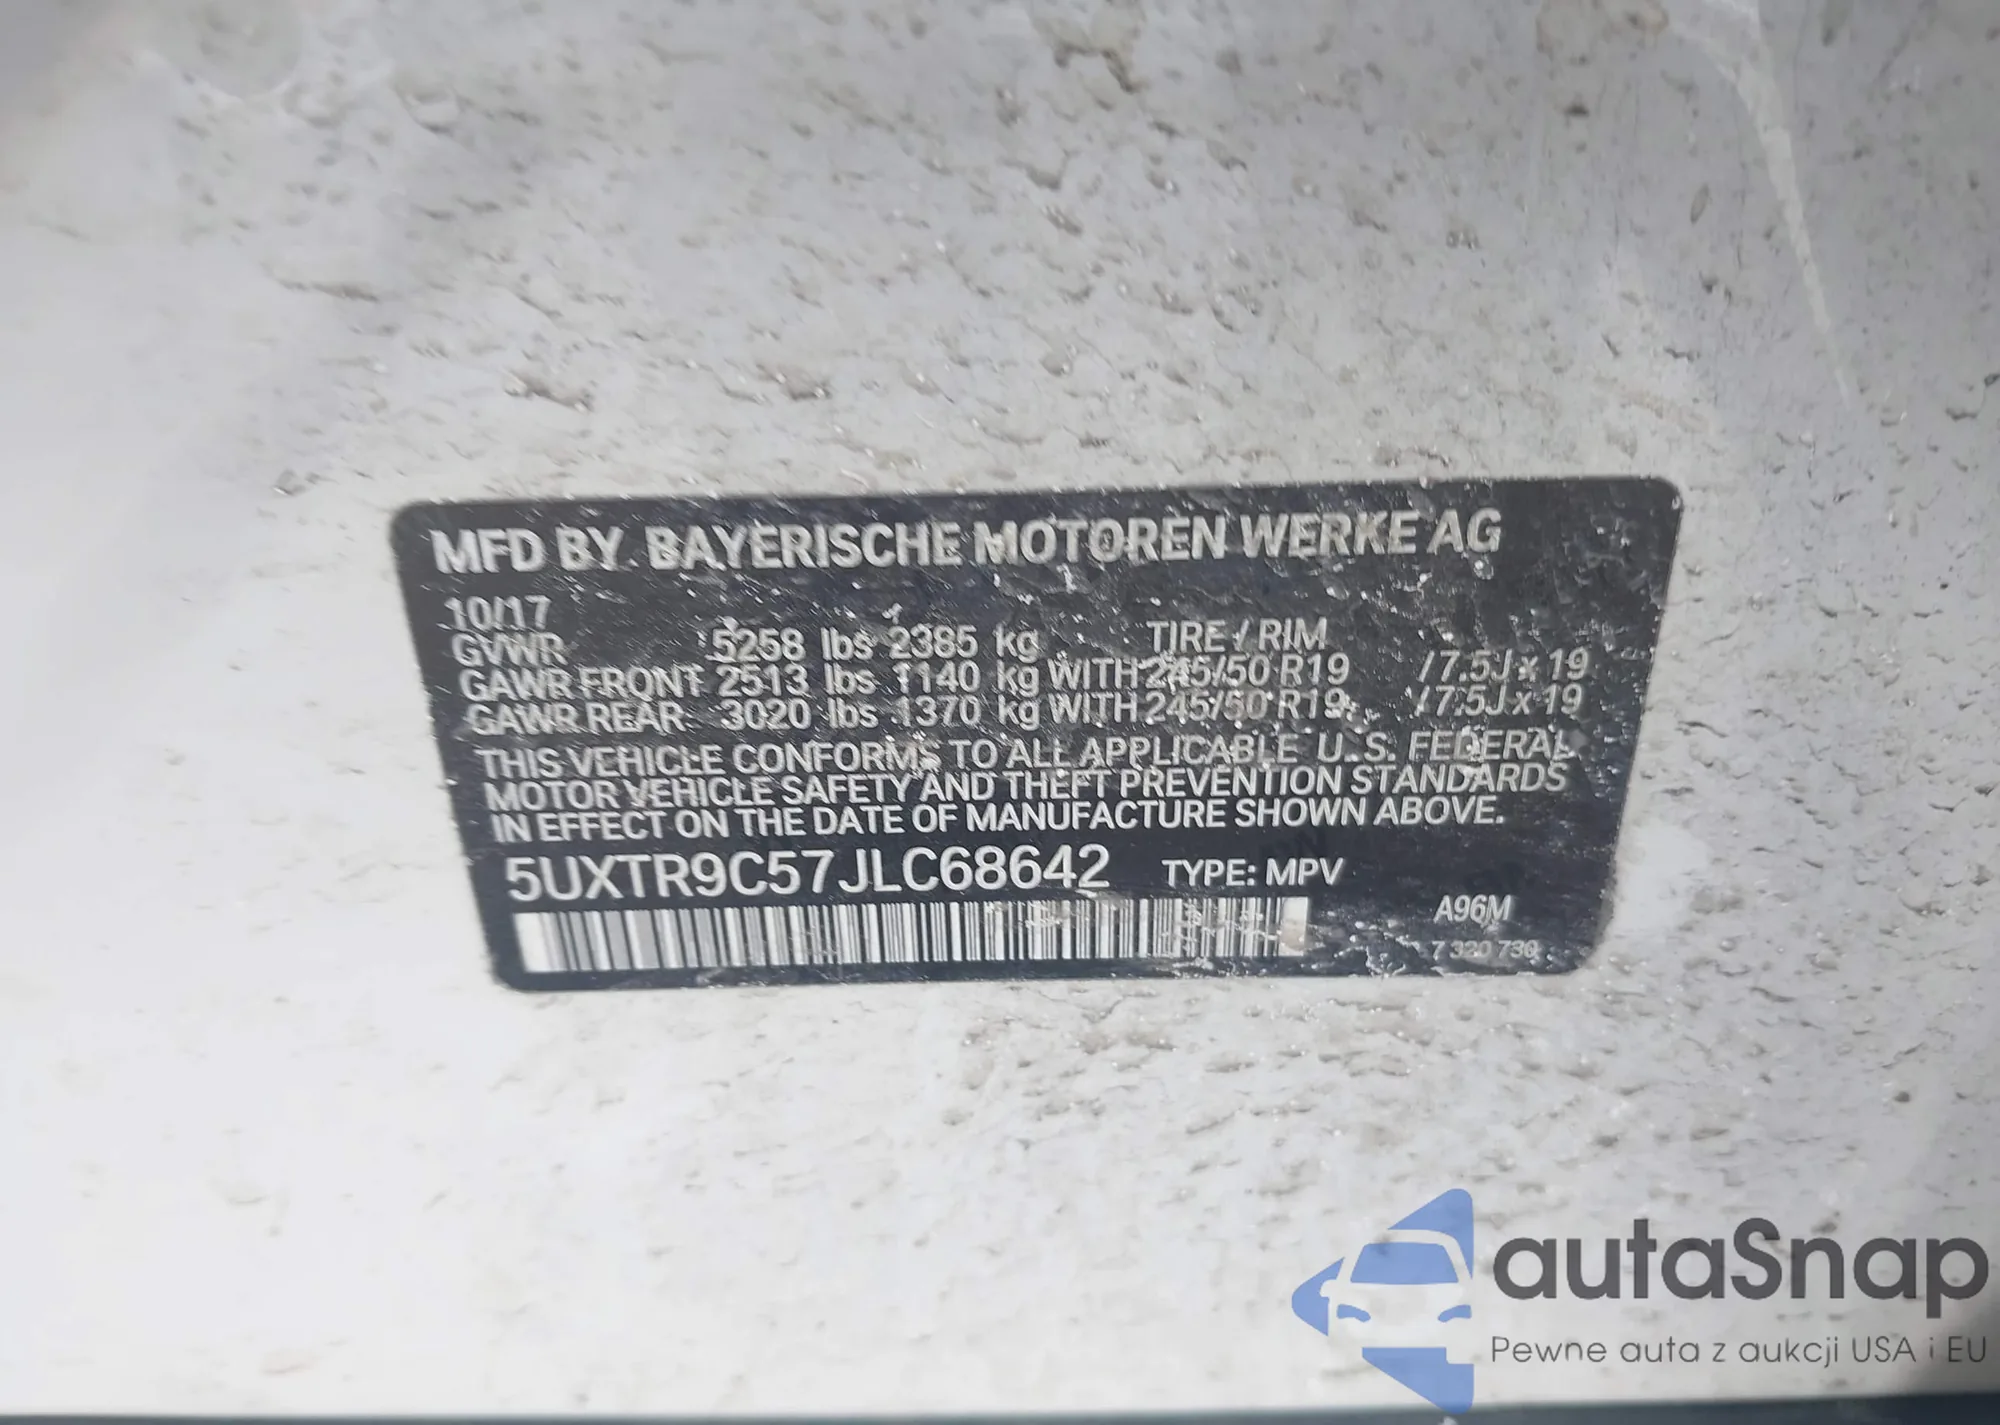 MFD BY BAYERISCHE MOTOREN WERKE AG
10/17
GVWR 5258 lbs 2385 kg TIRE / RIM
GAWR FRONT 2513 lbs 1140 kg WITH 245/50 R19 / 7.5J x 19
GAWR REAR 3020 lbs 1370 kg WITH 245/50 R19 / 7.5J x 19
THIS VEHICLE CONFORMS TO ALL APPLICABLE U.S. FEDERAL
MOTOR VEHICLE SAFETY AND THEFT PREVENTION STANDARDS
IN EFFECT ON THE DATE OF MANUFACTURE SHOWN ABOVE.
5UXTR9C57JLC68642 TYPE: MPV
A96M
7 320 730
autaSnap
Pewne auta z aukcji USA i EU